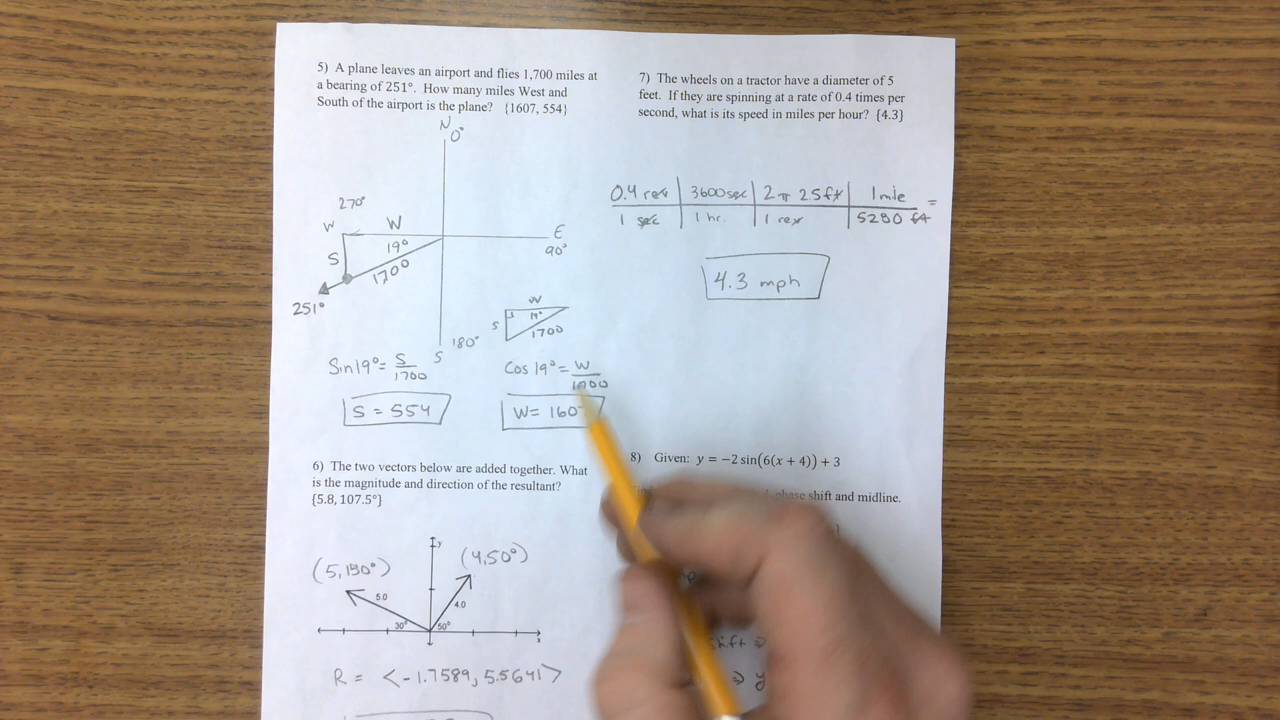 5) A plane leaves an airport and flies 1,700 miles at
a bearing of 251°. How many miles West and
South of the airport is the plane? {1607, 554}
N
0°
270°
W
W
19°
E
90°
S
1700
251°
180°
S
W
S
19°
1700
Sin19°= S/1700
Cos 19°= W/1700
S = 554
W= 160
6) The two vectors below are added together. What
is the magnitude and direction of the resultant?
{5.8, 107.5°}
(5,150°)
y
(4,50°)
5.0
4.0
30°
50°
x
R = <-1.7589, 5.5641>
7) The wheels on a tractor have a diameter of 5
feet. If they are spinning at a rate of 0.4 times per
second, what is its speed in miles per hour? {4.3}
0.4 rev | 3600sec | 2π 2.5ft | 1 mile =
1 sec | 1 hr. | 1 rev | 5280 ft
4.3 mph
8) Given: y = −2 sin(6(x + 4)) + 3
phase shift and midline.
shift ⇒
⇒ y